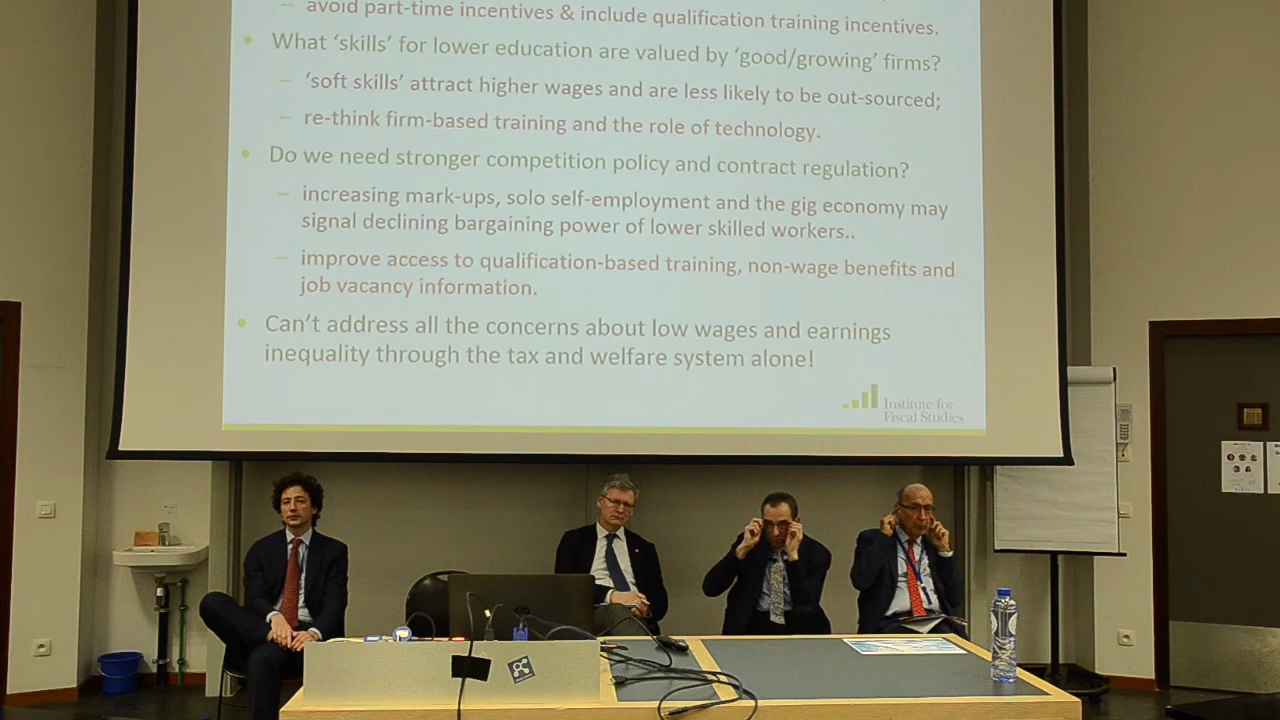 – avoid part-time incentives & include qualification training incentives.
• What ‘skills’ for lower education are valued by ‘good/growing’ firms?
– ‘soft skills’ attract higher wages and are less likely to be out-sourced;
– re-think firm-based training and the role of technology.
• Do we need stronger competition policy and contract regulation?
– increasing mark-ups, solo self-employment and the gig economy may
signal declining bargaining power of lower skilled workers..
– improve access to qualification-based training, non-wage benefits and
job vacancy information.
• Can’t address all the concerns about low wages and earnings
inequality through the tax and welfare system alone!
Institute for
Fiscal Studies